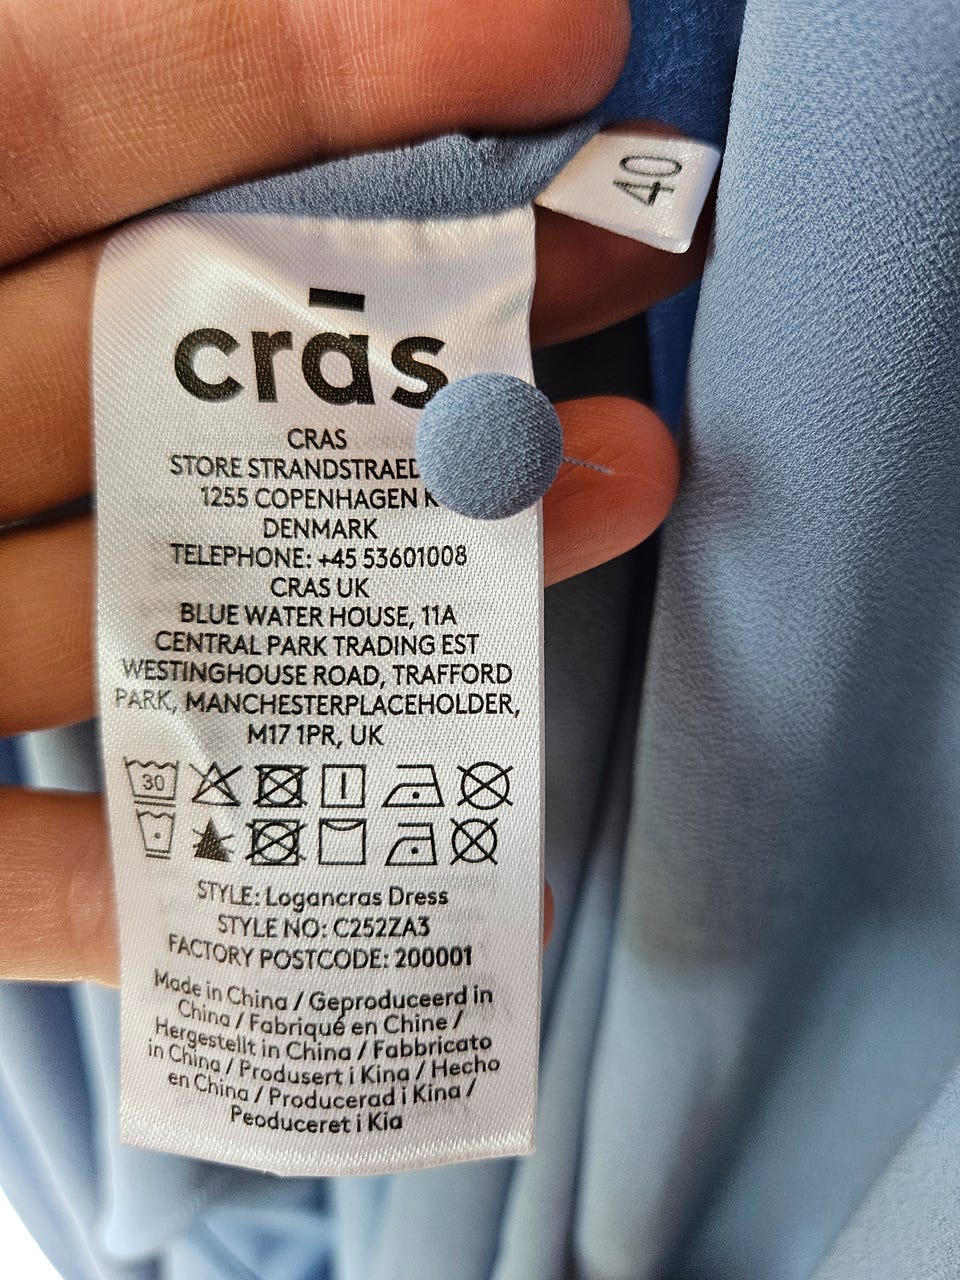 40
crās
CRAS
STORE
1255 COPENHAGEN
DENMARK
TELEPHONE: +45 53601008
CRAS UK
BLUE WATER HOUSE, 11A
CENTRAL PARK TRADING EST
WESTINGHOUSE ROAD, TRAFFORD
PARK, MANCHESTERPLACEHOLDER,
M17 1PR, UK
30
STYLE: Logancras Dress
STYLE NO: C252ZA3
FACTORY POSTCODE: 200001
Made in China / Geproduceerd in
China / Fabriqué en Chine /
Hergestellt in China / Fabbricato
in China / Produsert i Kina / Hecho
en China / Producerad i Kina /
Peoduceret i Kia